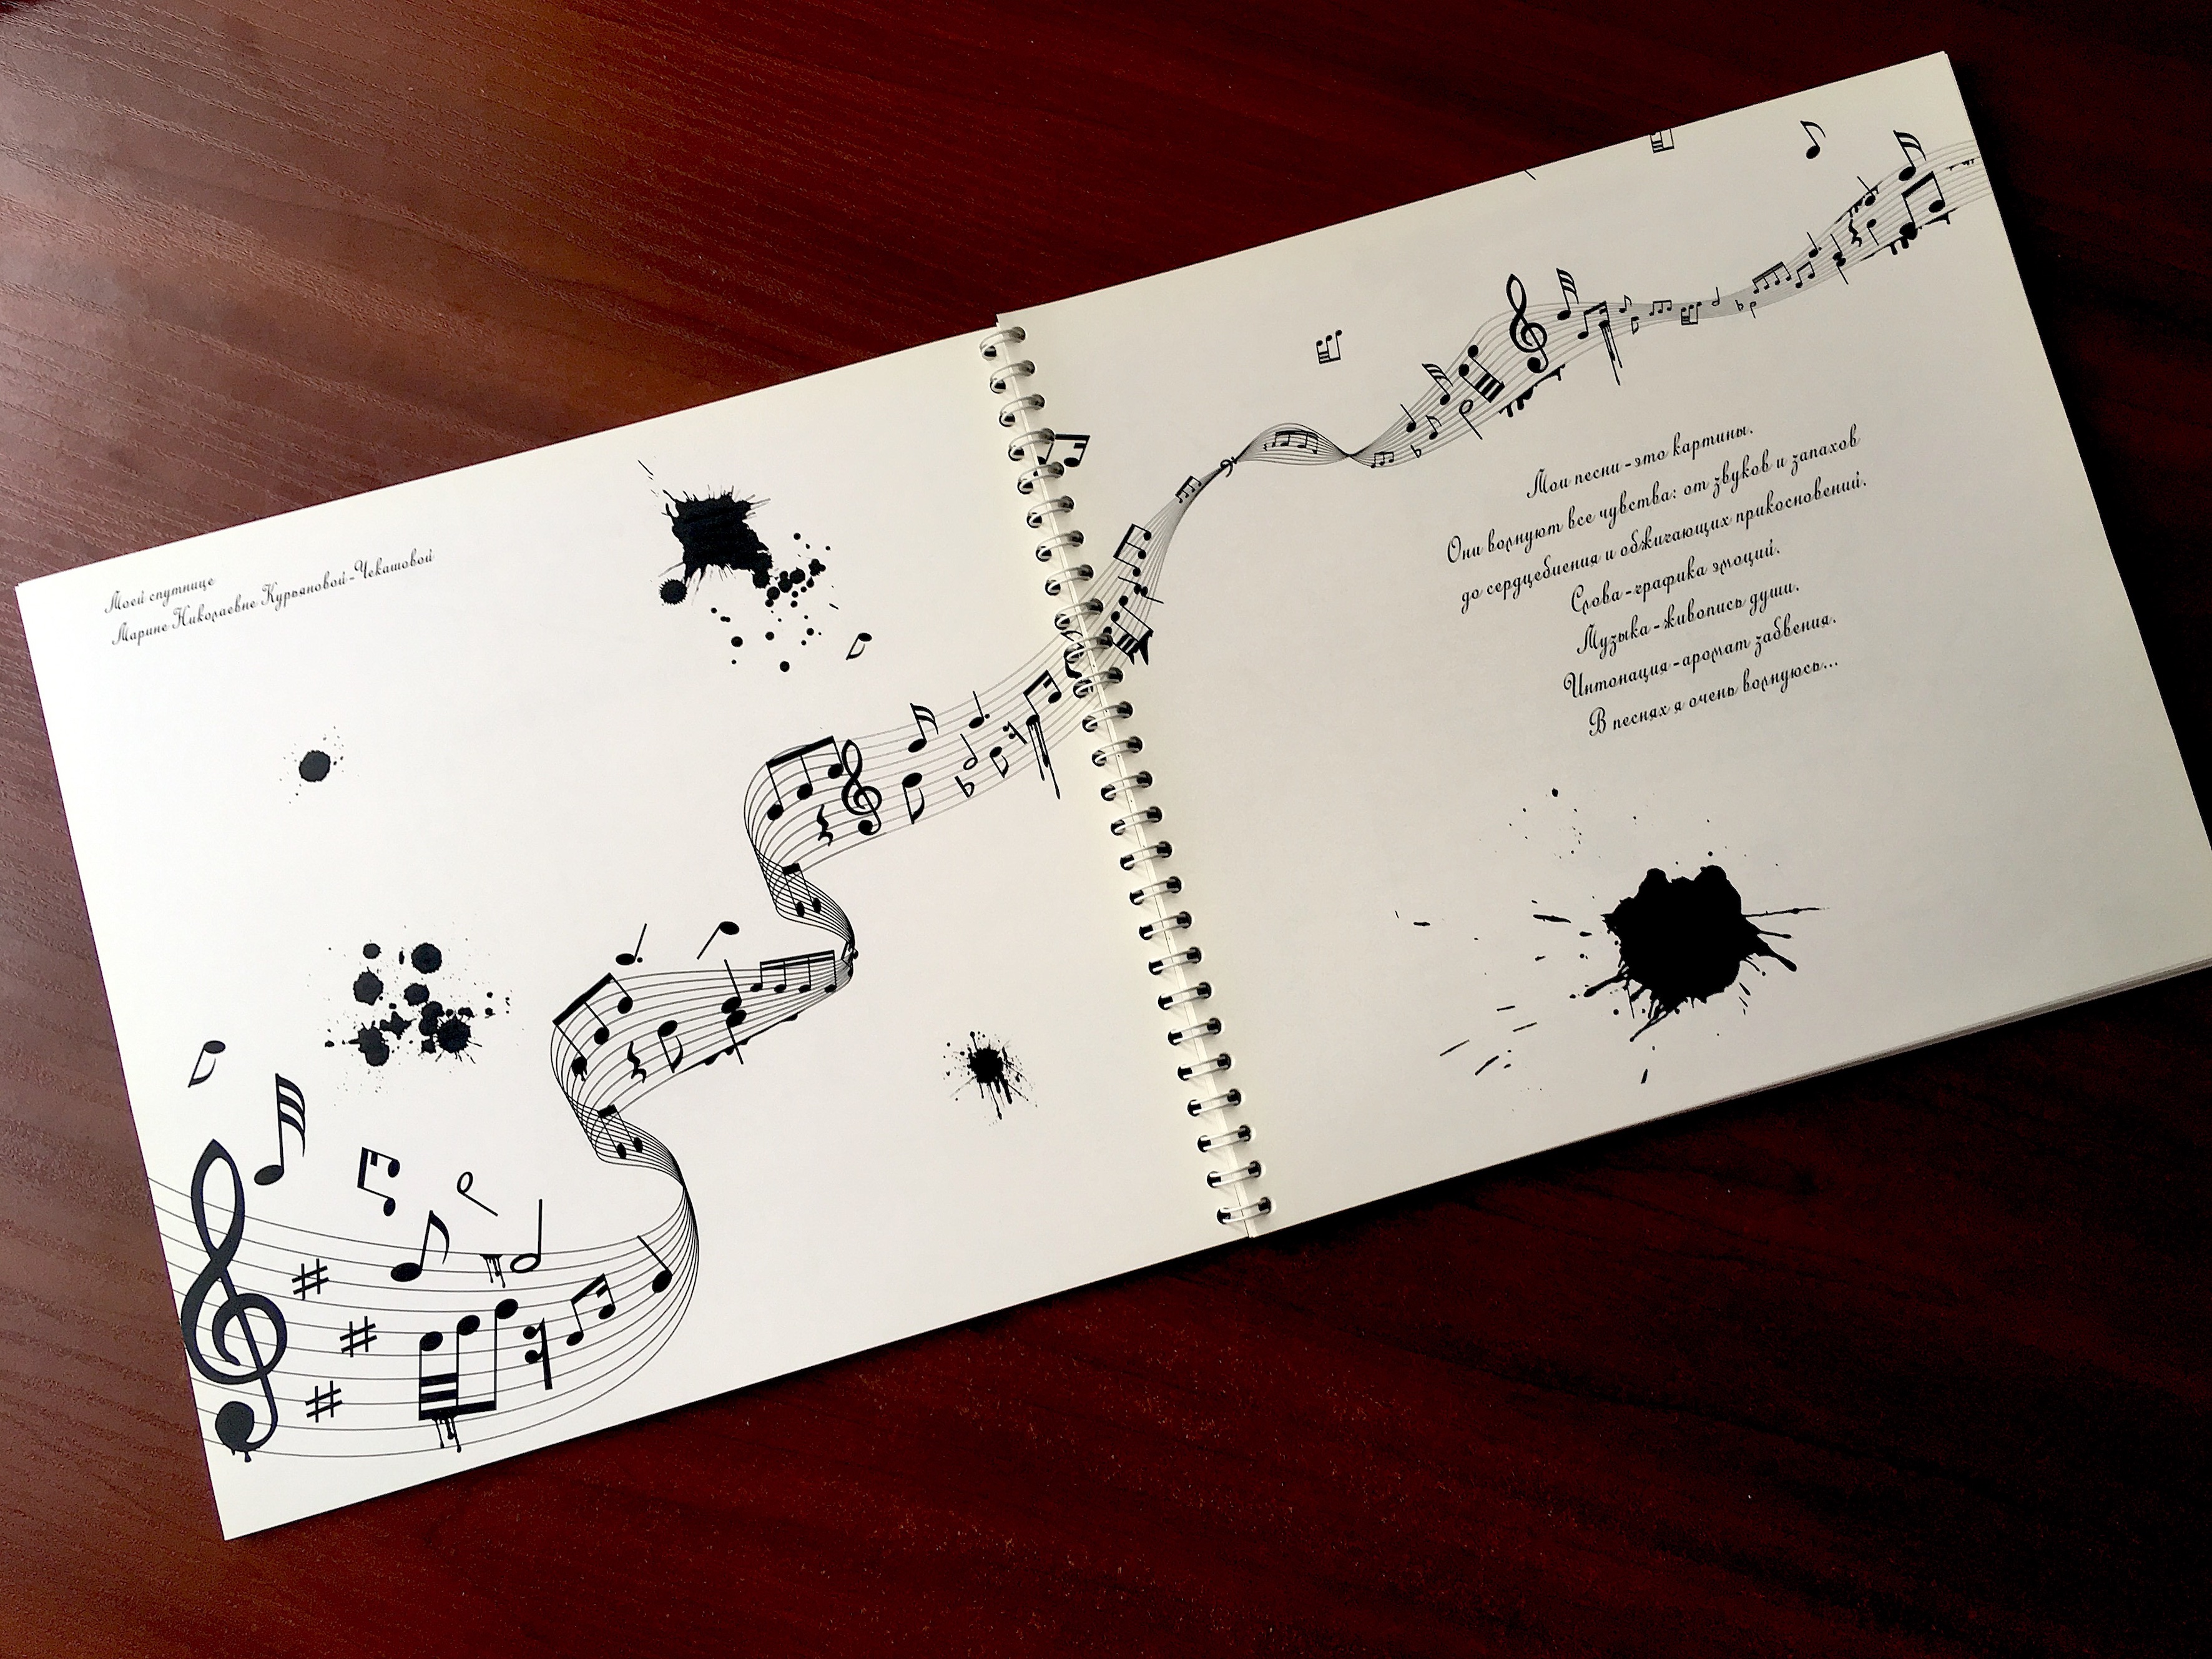 Моей спутнице
Марине Николаевне Курьяновой-Чекашовой
Мои песни - это картины.
Они волнуют все чувства: от звуков и запахов
до сердцебиения и обжигающих прикосновений.
Слова - графика эмоций.
Музыка - живопись души.
Интонация - аромат забвения.
В песнях я очень волнуюсь...